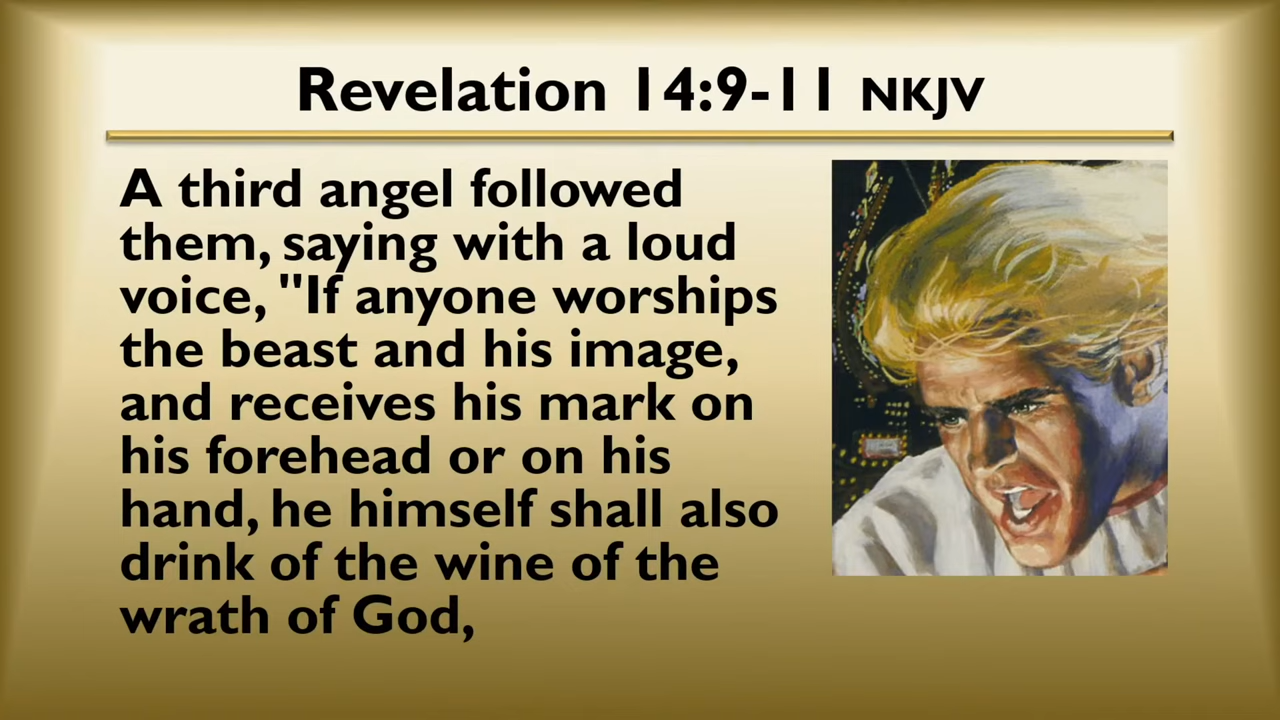 Revelation 14:9-11 NKJV
A third angel followed
them, saying with a loud
voice, "If anyone worships
the beast and his image,
and receives his mark on
his forehead or on his
hand, he himself shall also
drink of the wine of the
wrath of God,